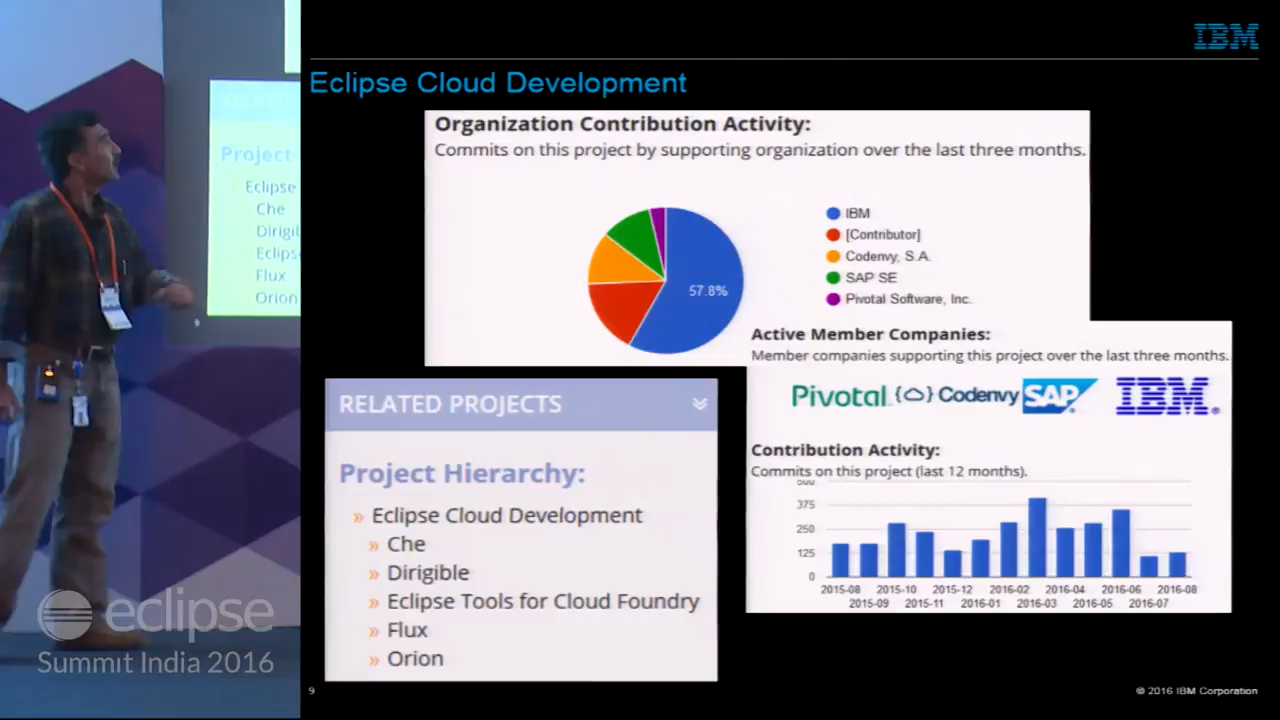 IBM
Eclipse Cloud Development
Organization Contribution Activity:
Commits on this project by supporting organization over the last three months.
57.8%
IBM
[Contributor]
Codenvy, S.A.
SAP SE
Pivotal Software, Inc.
Active Member Companies:
Member companies supporting this project over the last three months.
Pivotal {} Codenvy SAP IBM
Contribution Activity:
Commits on this project (last 12 months).
500
375
250
125
0
2015-08 2015-10 2015-12 2016-02 2016-04 2016-06 2016-08
2015-09 2015-11 2016-01 2016-03 2016-05 2016-07
RELATED PROJECTS
Project Hierarchy:
» Eclipse Cloud Development
» Che
» Dirigible
» Eclipse Tools for Cloud Foundry
» Flux
» Orion
Project
Eclipse
Che
Dirigib
Eclips
Flux
Orion
eclipse
Summit India 2016
9
© 2016 IBM Corporation